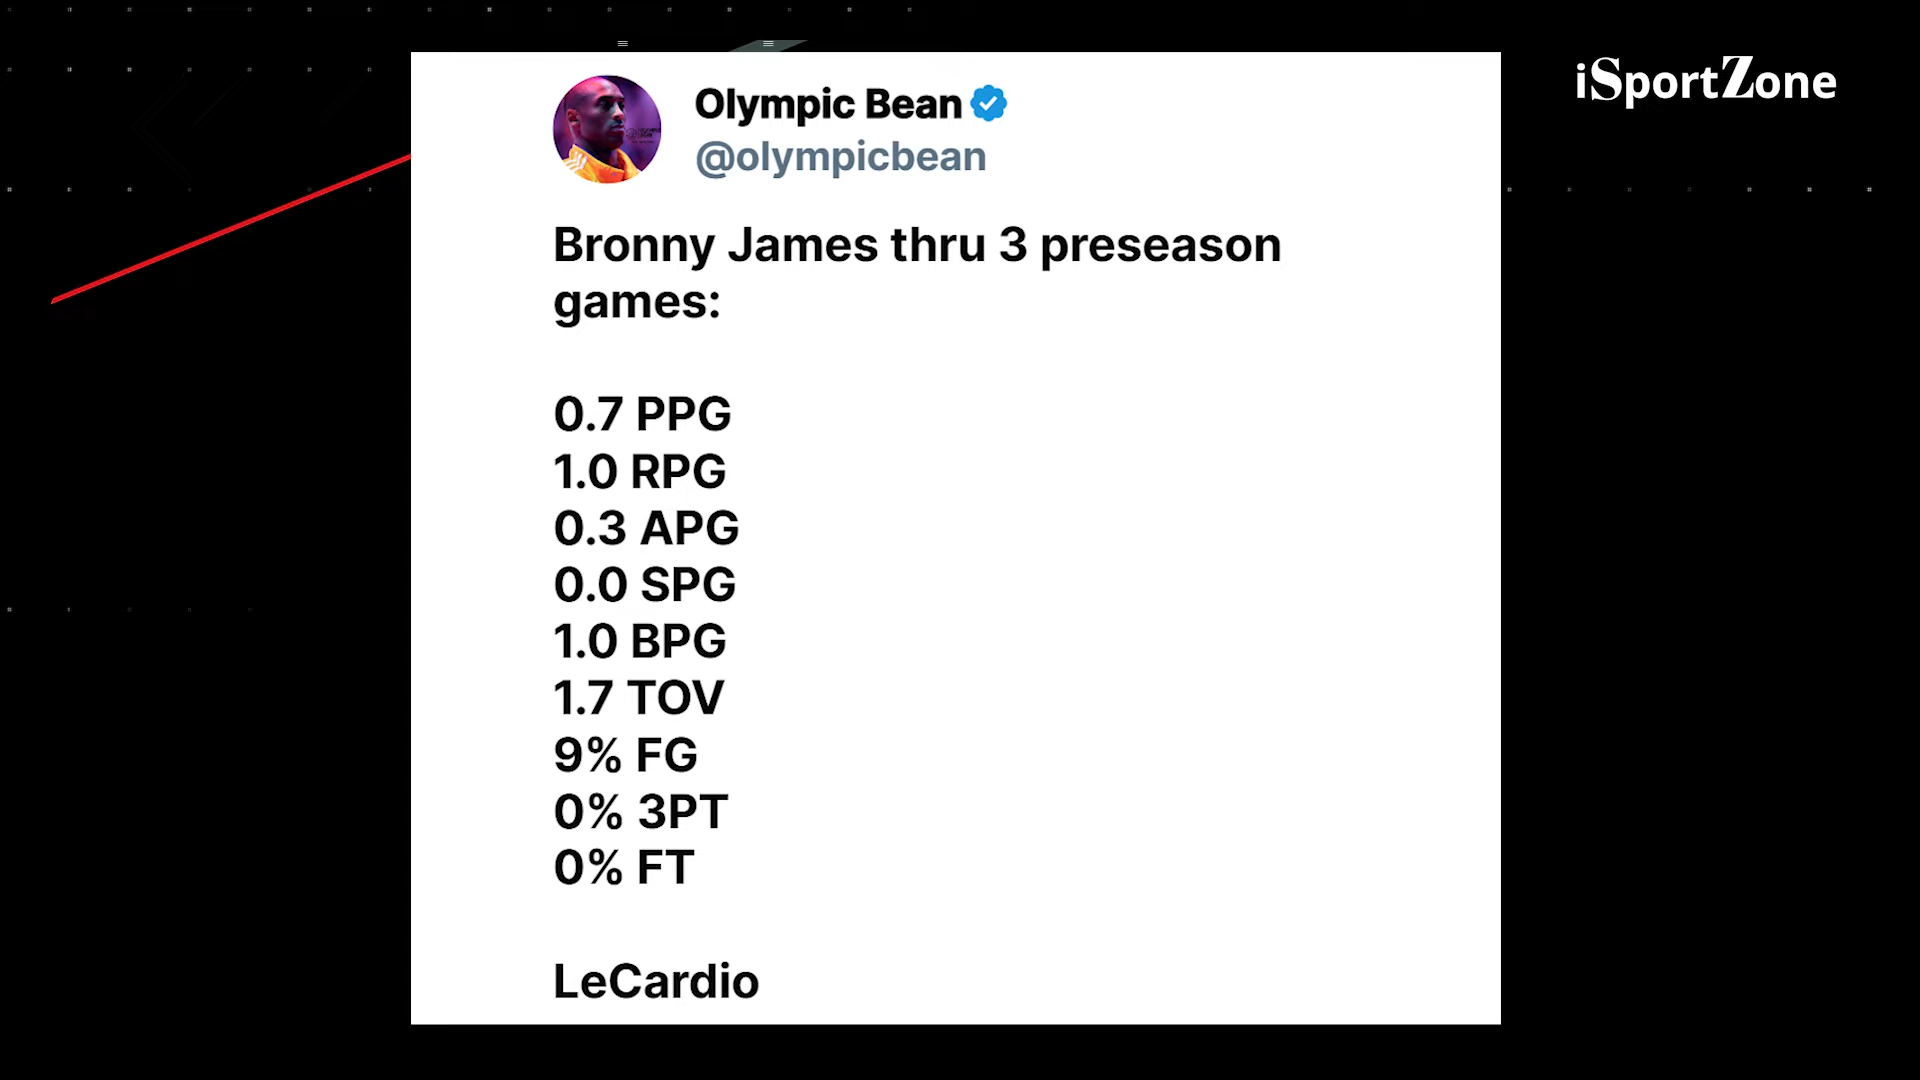 iSportZone
Olympic Bean
@olympicbean
Bronny James thru 3 preseason
games:
0.7 PPG
1.0 RPG
0.3 APG
0.0 SPG
1.0 BPG
1.7 TOV
9% FG
0% 3PT
0% FT
LeCardio